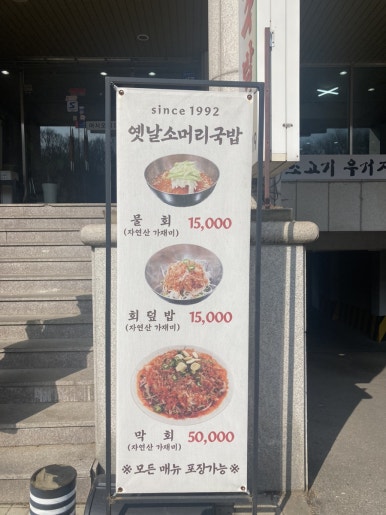 since 1992
옛날소머리국밥
물 회 15,000
(자연산 가재미)
회덮밥 15,000
(자연산 가재미)
막 회 50,000
(자연산 가재미)
※ 모든 메뉴 포장가능 ※
소고기 우거지